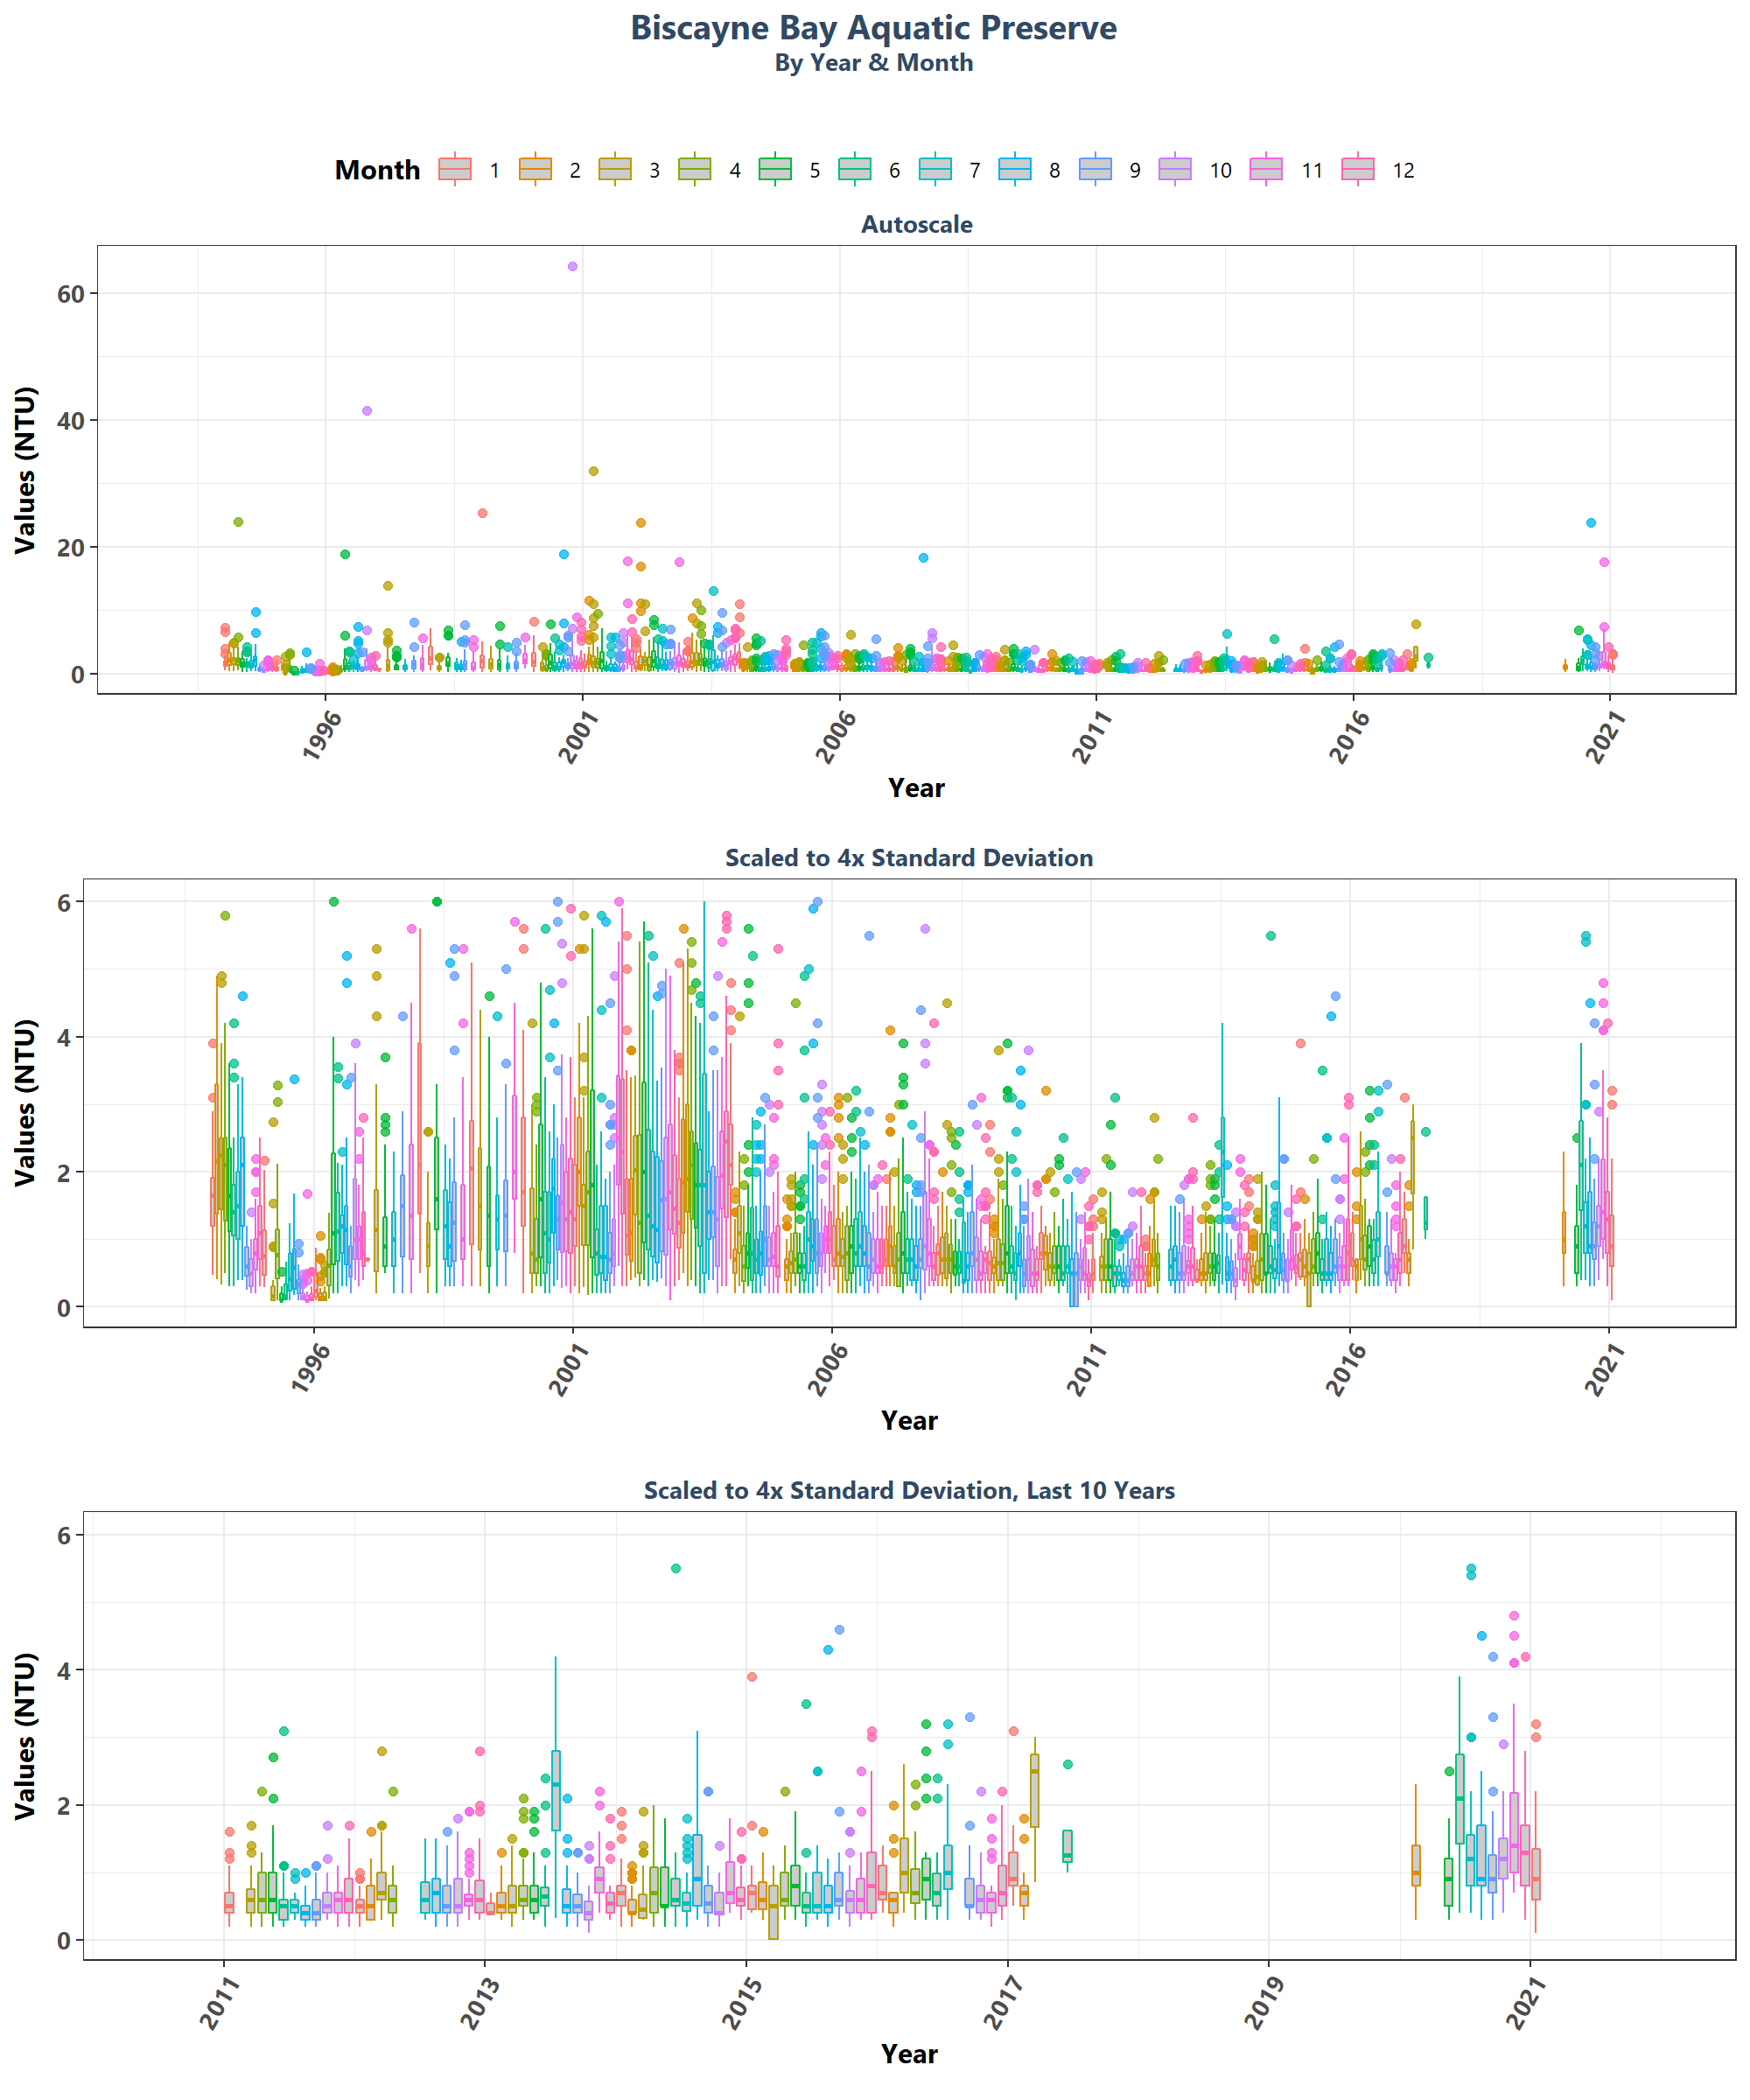 Biscayne Bay Aquatic Preserve
By Year & Month
Month 1 2 3 4 5 6 7 8 9 10 11 12
Autoscale
Values (NTU)
60
40
20
0
1996 2001 2006 2011 2016 2021
Year
Scaled to 4x Standard Deviation
Values (NTU)
6
4
2
0
1996 2001 2006 2011 2016 2021
Year
Scaled to 4x Standard Deviation, Last 10 Years
Values (NTU)
6
4
2
0
2011 2013 2015 2017 2019 2021
Year